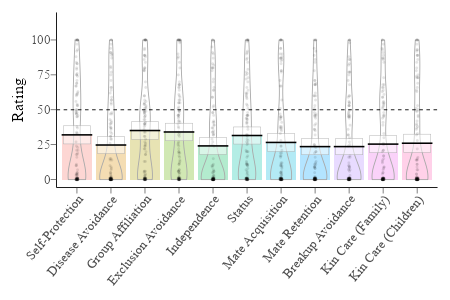 100
75
50
25
0
Rating
Self-Protection
Disease Avoidance
Group Affiliation
Exclusion Avoidance
Independence
Status
Mate Acquisition
Mate Retention
Breakup Avoidance
Kin Care (Family)
Kin Care (Children)